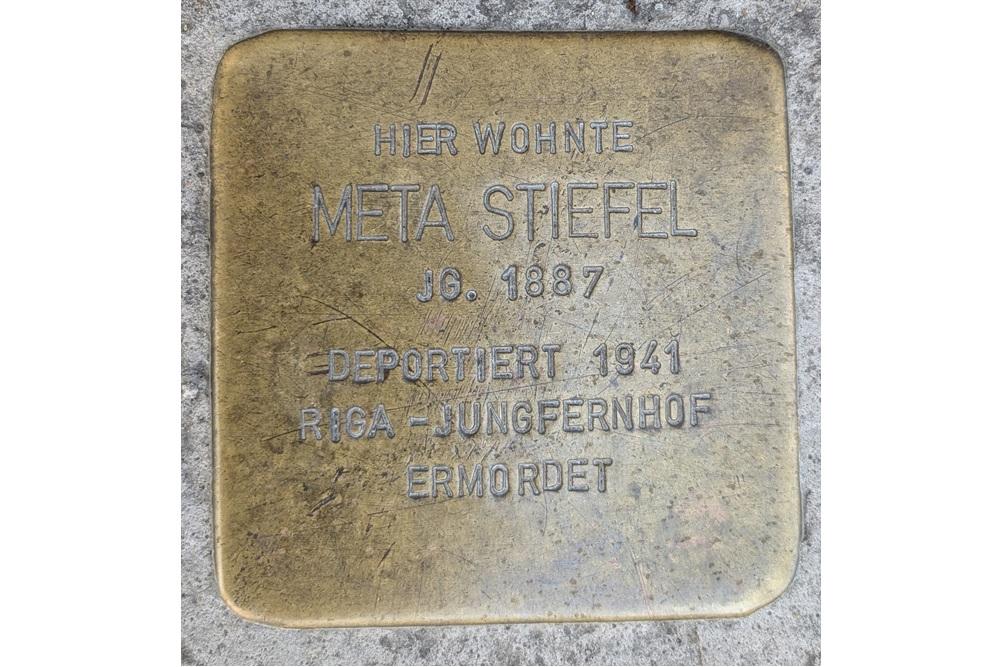 HIER WOHNTE
META STIEFEL
JG. 1887
DEPORTIERT 1941
RIGA-JUNGFERNHOF
ERMORDET